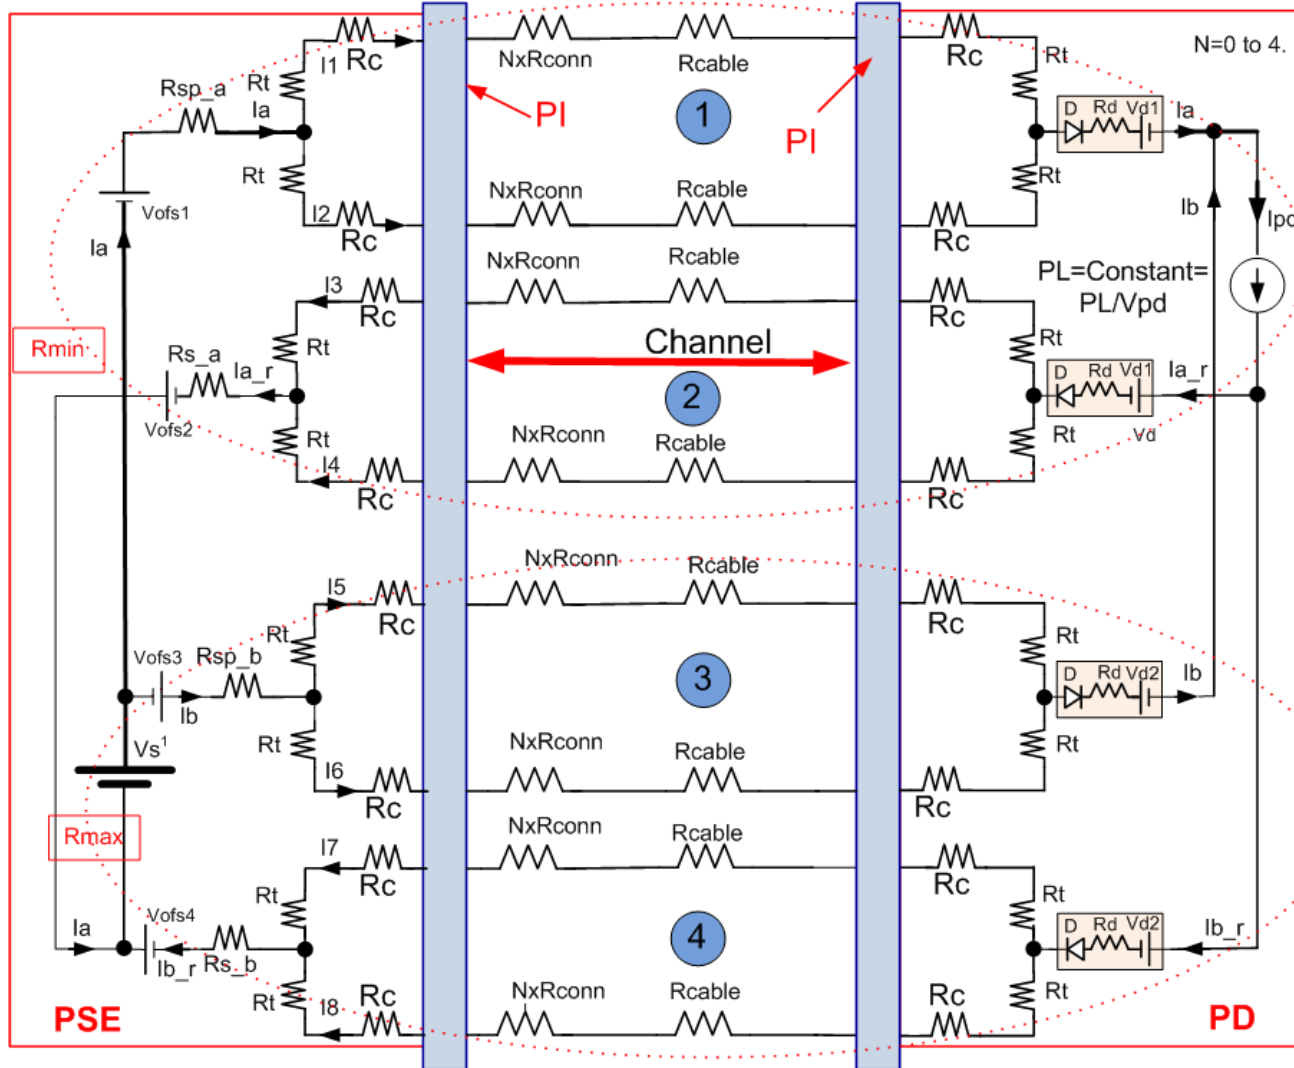 Rc
NxRconn
Rcable
Rc
N=0 to 4.
I1
Rt
Rsp_a
Ia
PI
1
PI
Rt
D Rd Vd1
Ia
Rt
NxRconn
Rcable
Rt
Vofs1
I2
Rc
Rc
Ib
Ia
NxRconn
Rcable
I3
Rc
Rc
PL=Constant=
PL/Vpd
Rmin
Rt
Channel
Rt
Rs_a
Ia_r
2
D Rd Vd1
Ia_r
Vofs2
Rt
NxRconn
Rcable
Rt
Vd
I4
Rc
Rc
NxRconn
Rcable
I5
Rc
Rc
Rt
Rt
Vofs3
Rsp_b
3
D Rd Vd2
Ib
Ib
Vs¹
Rt
NxRconn
Rcable
Rt
I6
Rc
Rc
Rmax
NxRconn
Rcable
I7
Rc
Rc
Rt
Rt
Vofs4
4
D Rd Vd2
Ib_r
Ia
Ib_r
Rs_b
Rt
NxRconn
Rcable
Rt
I8
Rc
Rc
PSE
PD